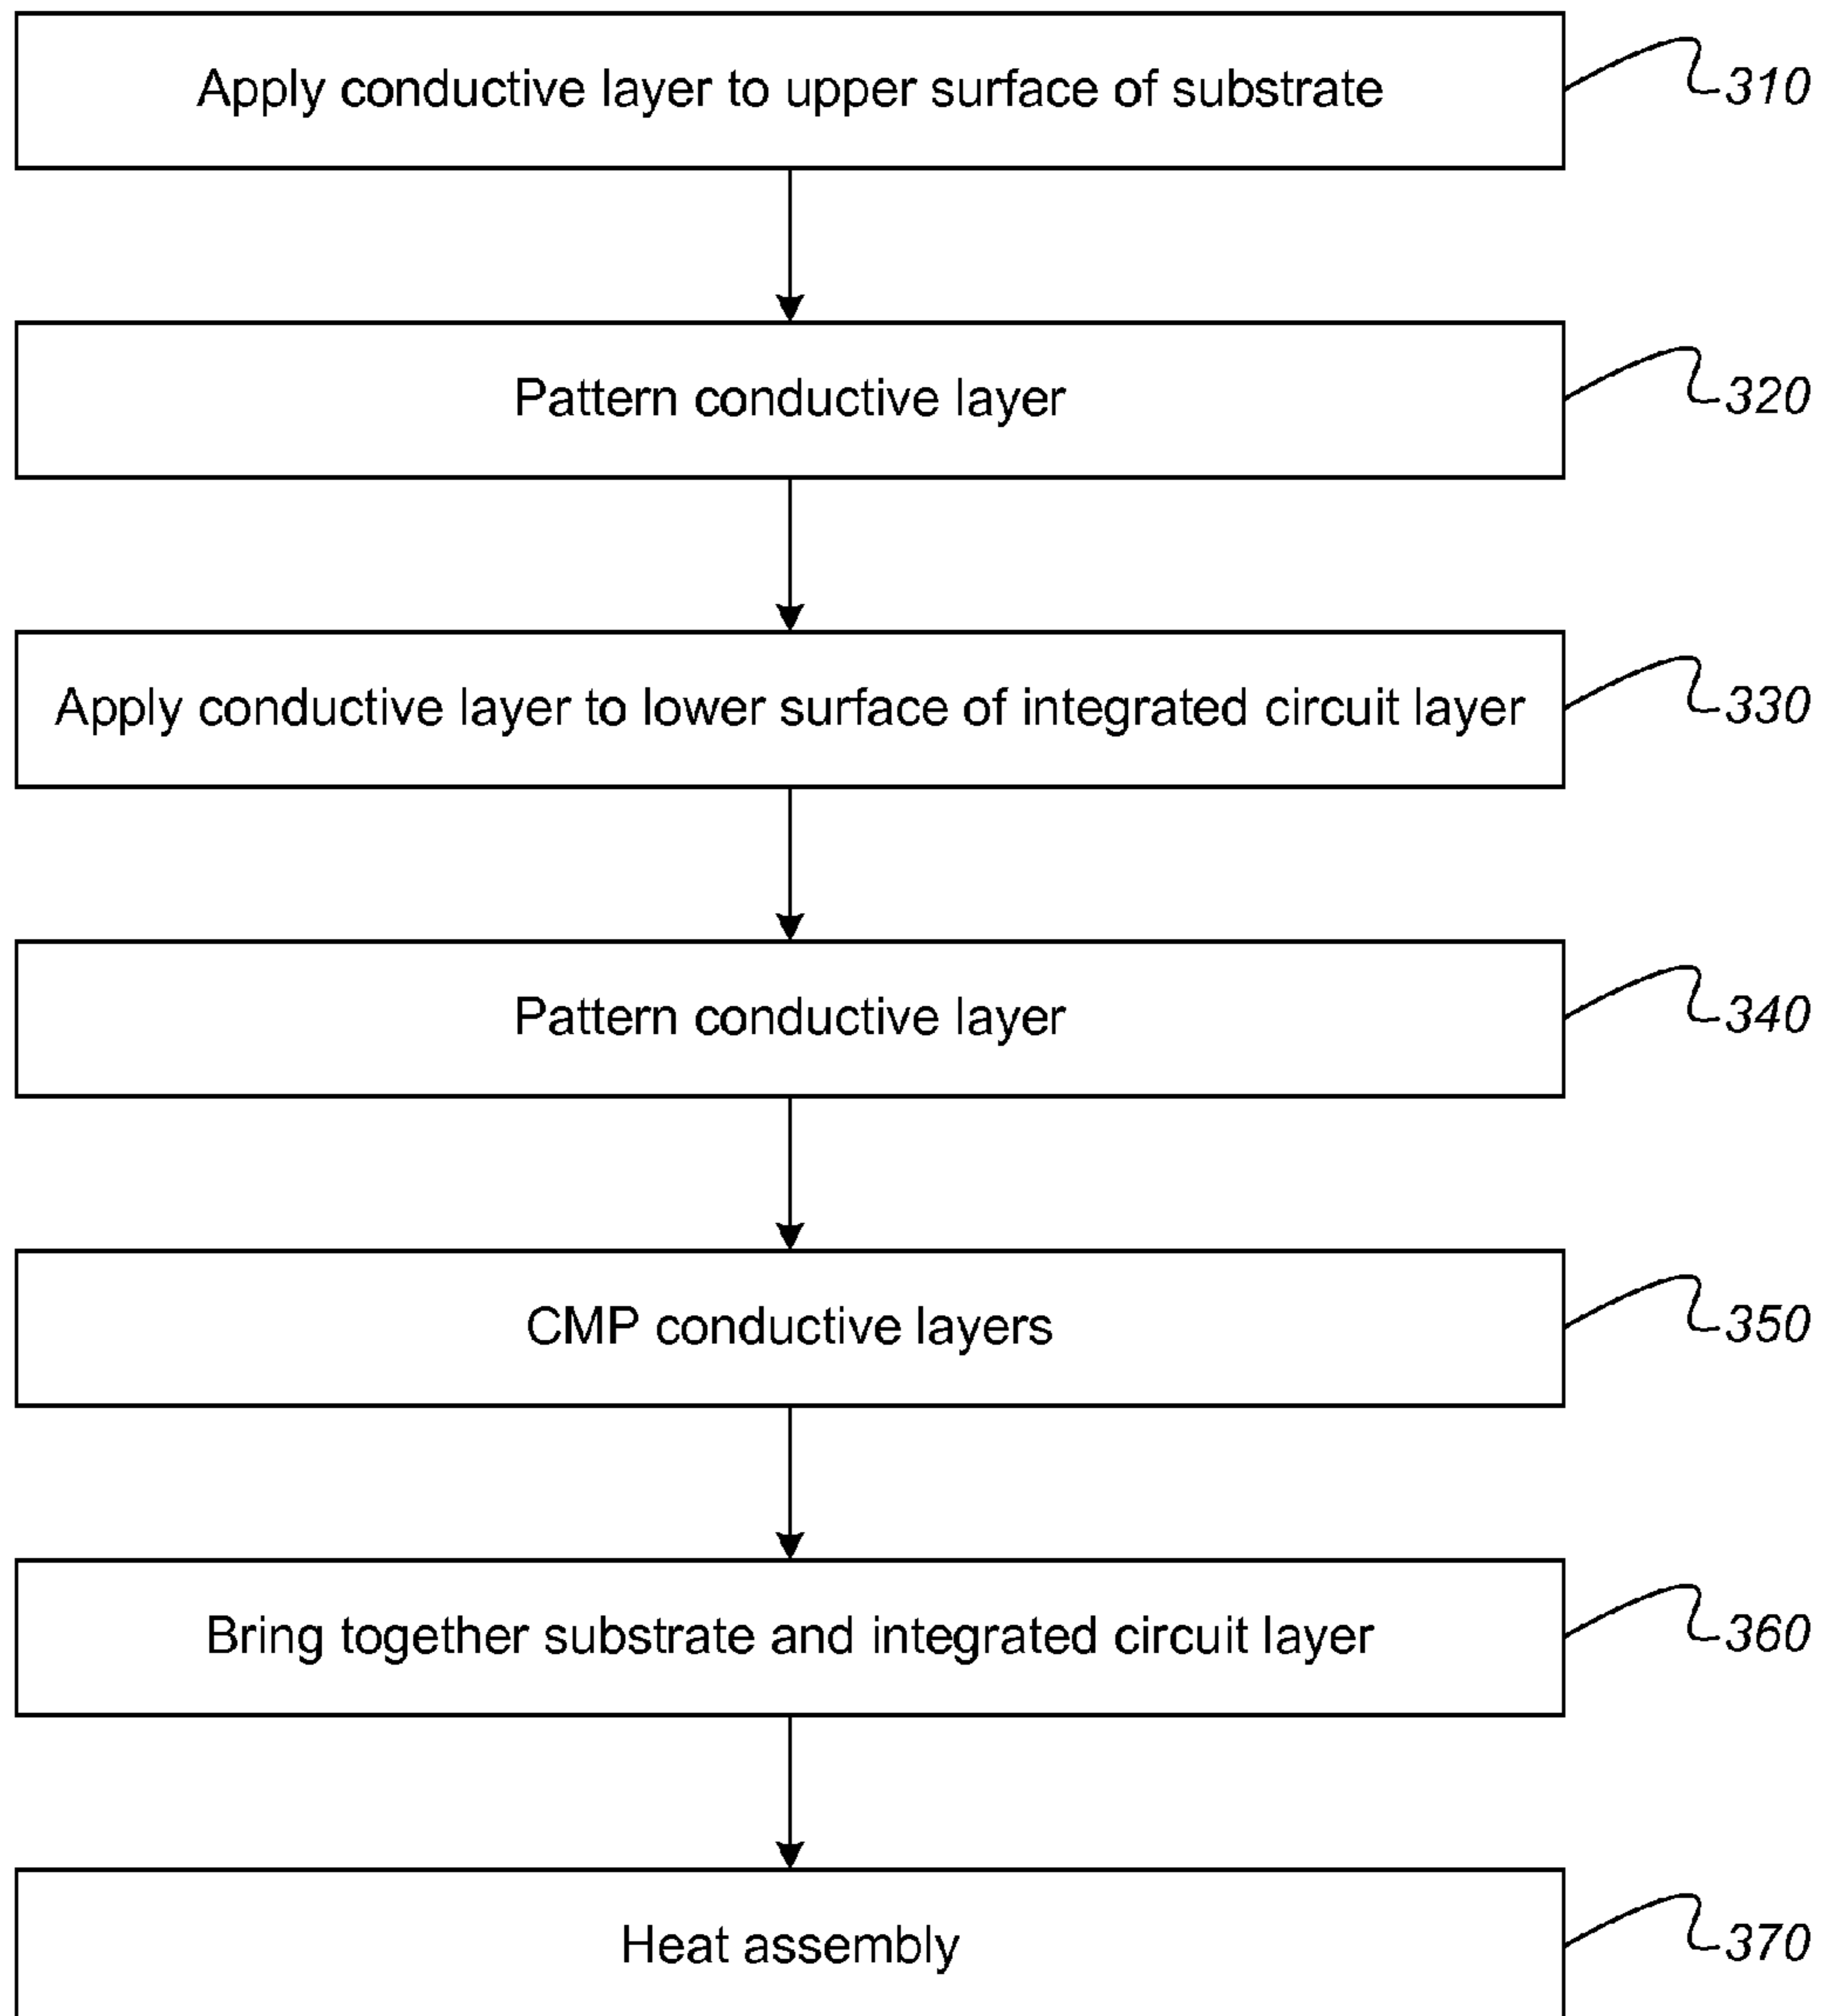 Apply conductive layer to upper surface of substrate 310
Pattern conductive layer 320
Apply conductive layer to lower surface of integrated circuit layer 330
Pattern conductive layer 340
CMP conductive layers 350
Bring together substrate and integrated circuit layer 360
Heat assembly 370